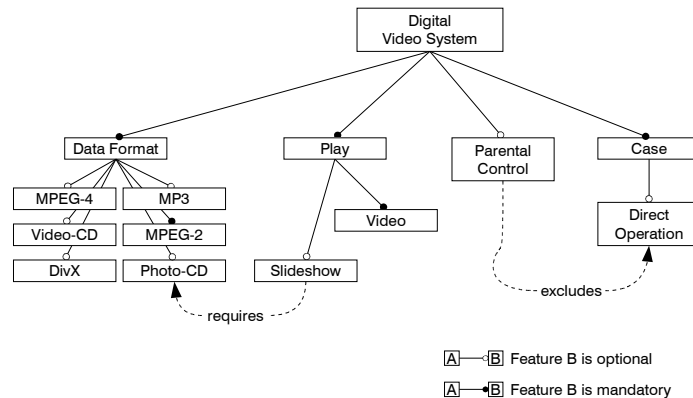 Digital
Video System
Data Format
Play
Parental
Control
Case
MPEG-4
MP3
Video-CD
MPEG-2
DivX
Photo-CD
Video
Slideshow
Direct
Operation
requires
excludes
A B Feature B is optional
A B Feature B is mandatory